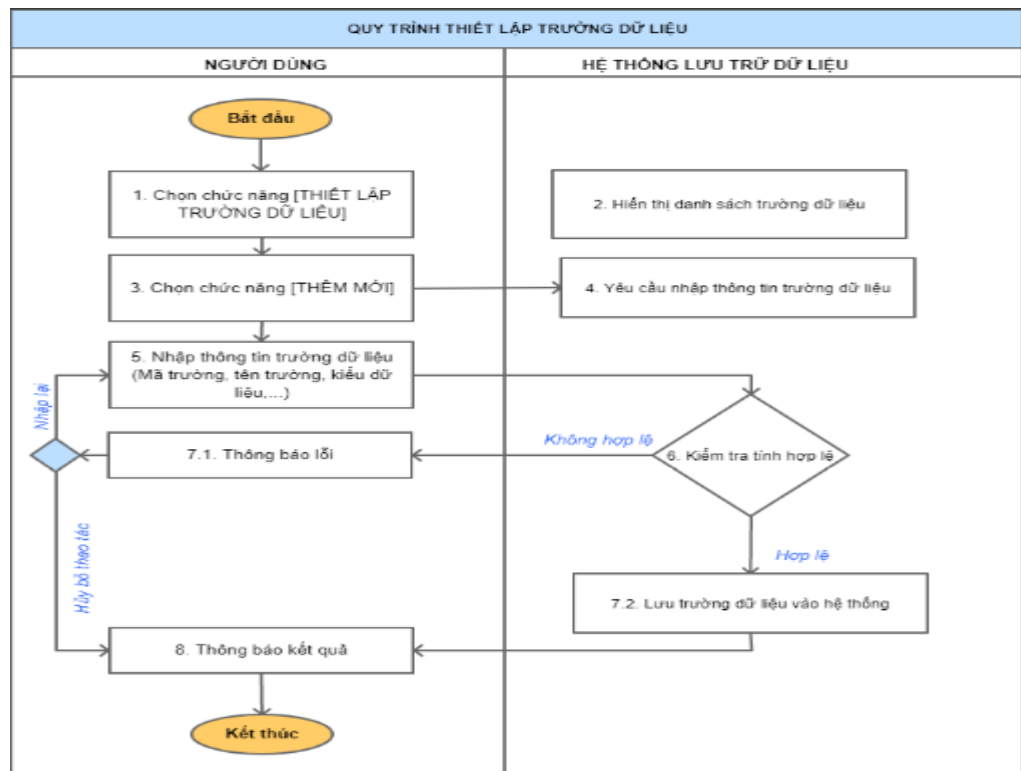 QUY TRÌNH THIẾT LẬP TRƯỜNG DỮ LIỆU
NGƯỜI DÙNG
HỆ THỐNG LƯU TRỮ DỮ LIỆU
Bắt đầu
1. Chọn chức năng [THIẾT LẬP
TRƯỜNG DỮ LIỆU]
2. Hiển thị danh sách trường dữ liệu
3. Chọn chức năng [THÊM MỚI]
4. Yêu cầu nhập thông tin trường dữ liệu
5. Nhập thông tin trường dữ liệu
(Mã trường, tên trường, kiểu dữ
liệu,...)
Nhập lại
Không hợp lệ
6. Kiểm tra tính hợp lệ
7.1. Thông báo lỗi
Hủy bỏ thao tác
Hợp lệ
7.2. Lưu trường dữ liệu vào hệ thống
8. Thông báo kết quả
Kết thúc